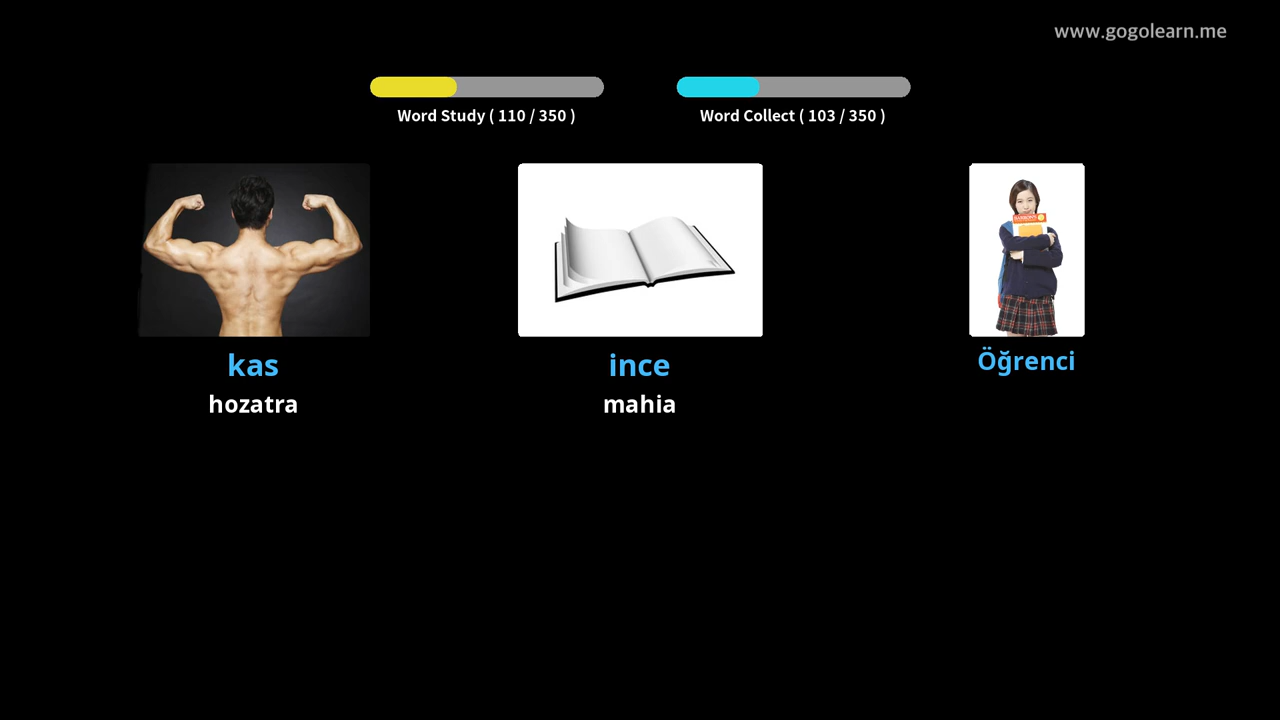 www.gogolearn.me
Word Study ( 110 / 350 )
Word Collect ( 103 / 350 )
kas
ince
Öğrenci
hozatra
mahia